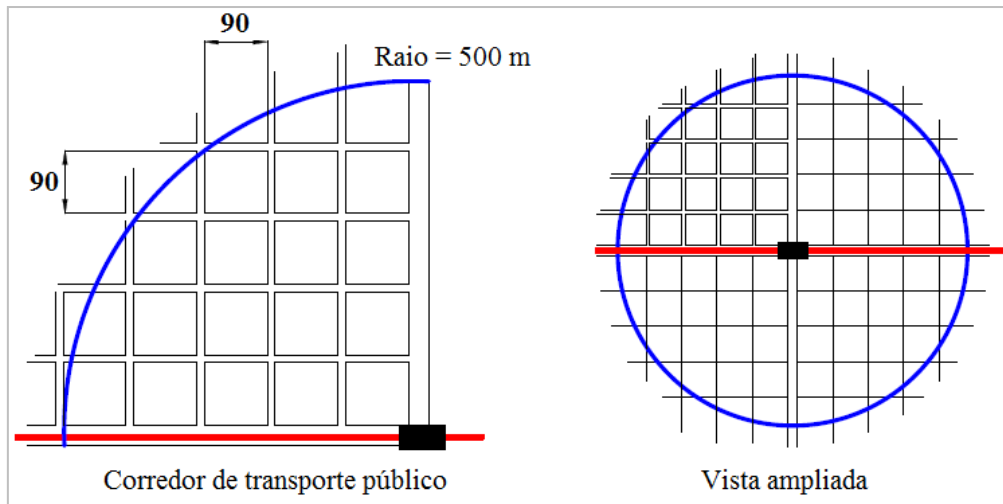 90
Raio = 500 m
90
Corredor de transporte público
Vista ampliada